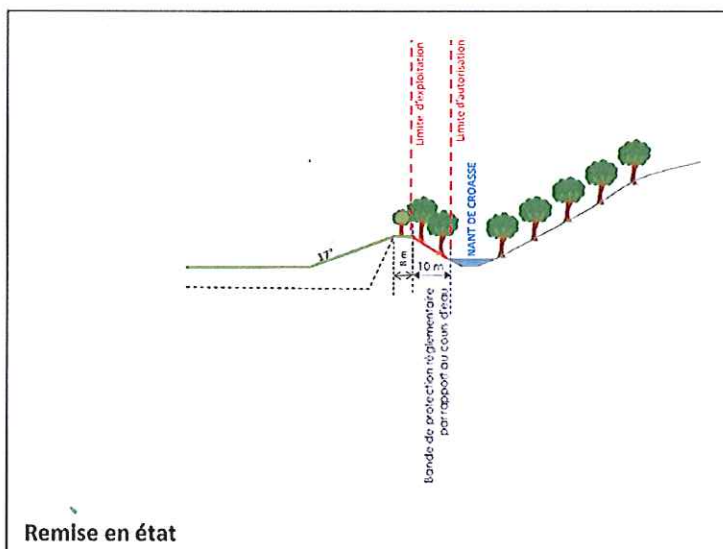 Limite d'exploitation
Limite d'autorisation
NANT DE CROASSE
17°
8 m
10 m
Bande de protection réglementaire
par rapport au cours d'eau
Remise en état